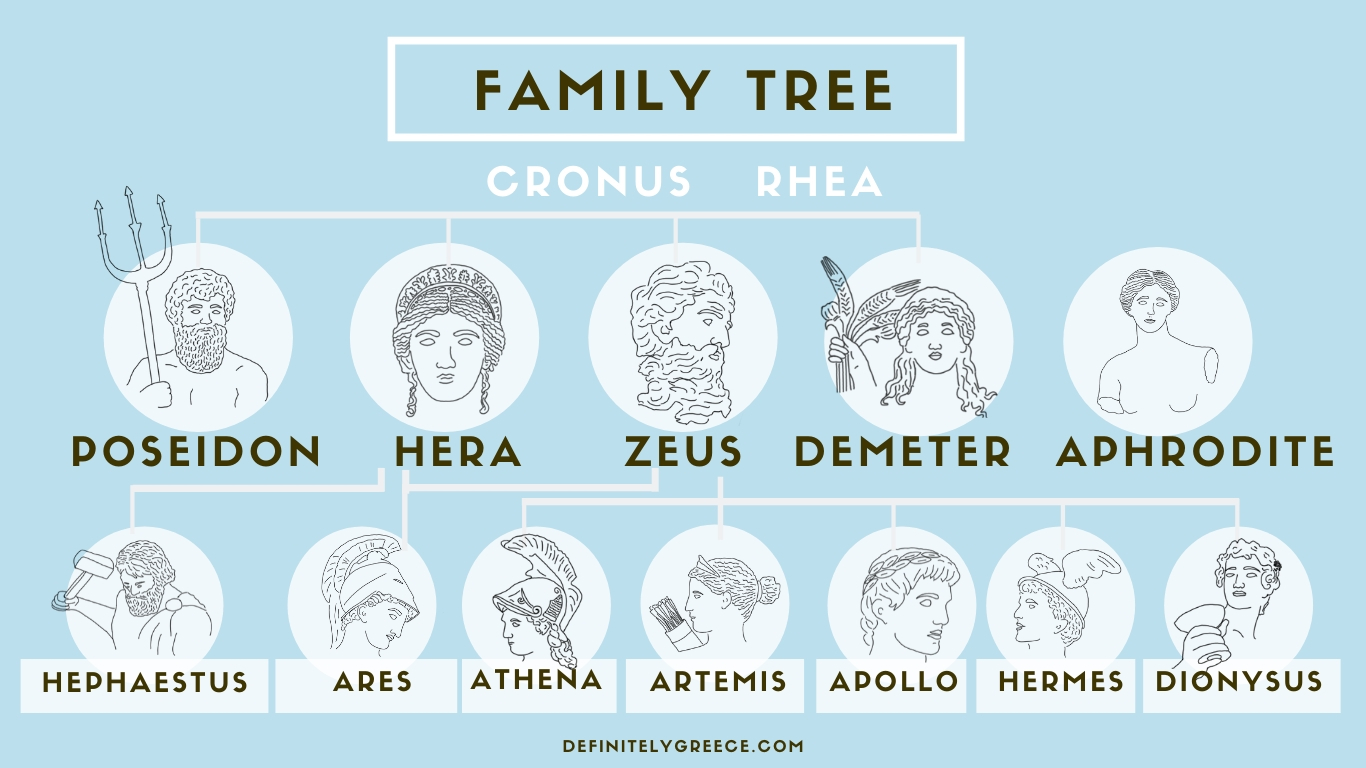 FAMILY TREE
CRONUS RHEA
POSEIDON HERA ZEUS DEMETER APHRODITE
HEPHAESTUS ARES ATHENA ARTEMIS APOLLO HERMES DIONYSUS
DEFINITELYGREECE.COM